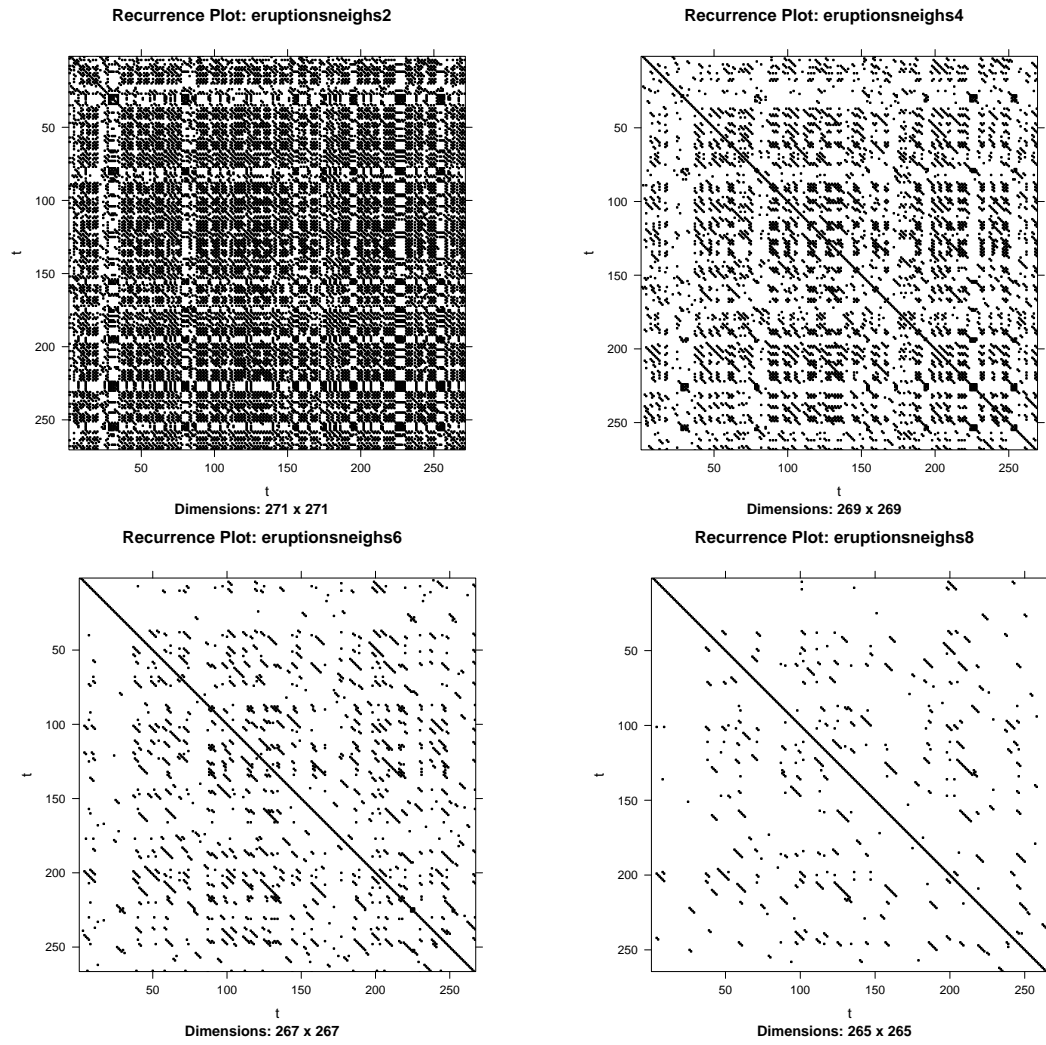 Recurrence Plot: eruptionsneighs2
50
100
150
200
250
t
50 100 150 200 250
t
Dimensions: 271 x 271
Recurrence Plot: eruptionsneighs4
50
100
150
200
250
t
50 100 150 200 250
t
Dimensions: 269 x 269
Recurrence Plot: eruptionsneighs6
50
100
150
200
250
t
50 100 150 200 250
t
Dimensions: 267 x 267
Recurrence Plot: eruptionsneighs8
50
100
150
200
250
t
50 100 150 200 250
t
Dimensions: 265 x 265